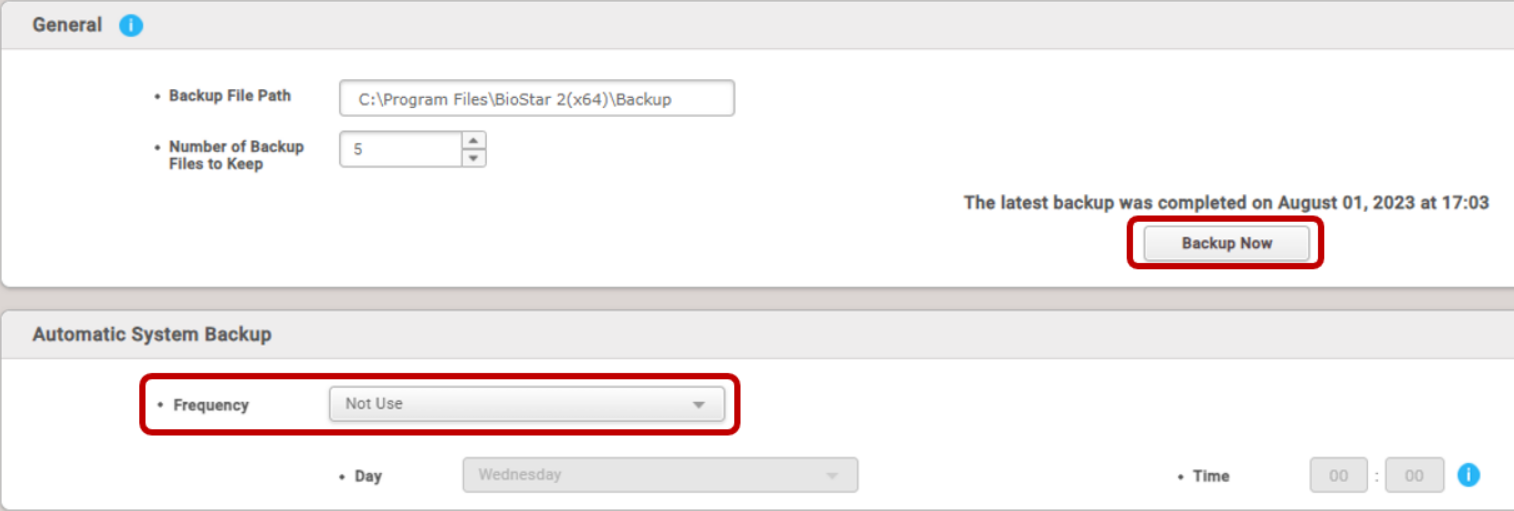 General i
• Backup File Path C:\Program Files\BioStar 2(x64)\Backup
• Number of Backup
Files to Keep 5
The latest backup was completed on August 01, 2023 at 17:03
Backup Now
Automatic System Backup
• Frequency Not Use
• Day Wednesday • Time 00 : 00 i